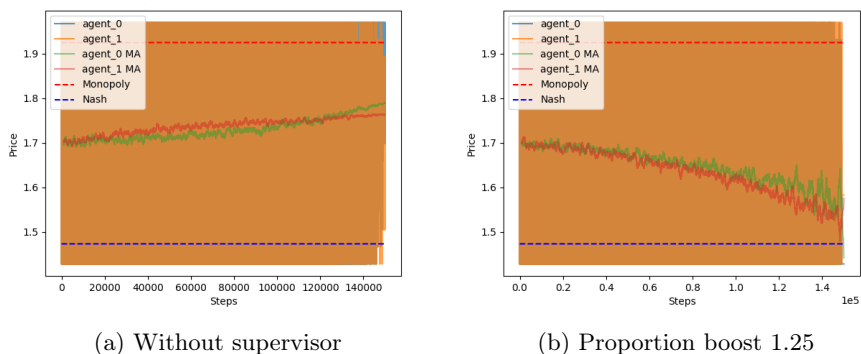 agent_0
agent_1
agent_0 MA
agent_1 MA
Monopoly
Nash
1.9
1.8
1.7
1.6
1.5
Price
0 20000 40000 60000 80000 100000 120000 140000
Steps
(a) Without supervisor
agent_0
agent_1
agent_0 MA
agent_1 MA
Monopoly
Nash
1.9
1.8
1.7
1.6
1.5
Price
0.0 0.2 0.4 0.6 0.8 1.0 1.2 1.4
1e5
Steps
(b) Proportion boost 1.25